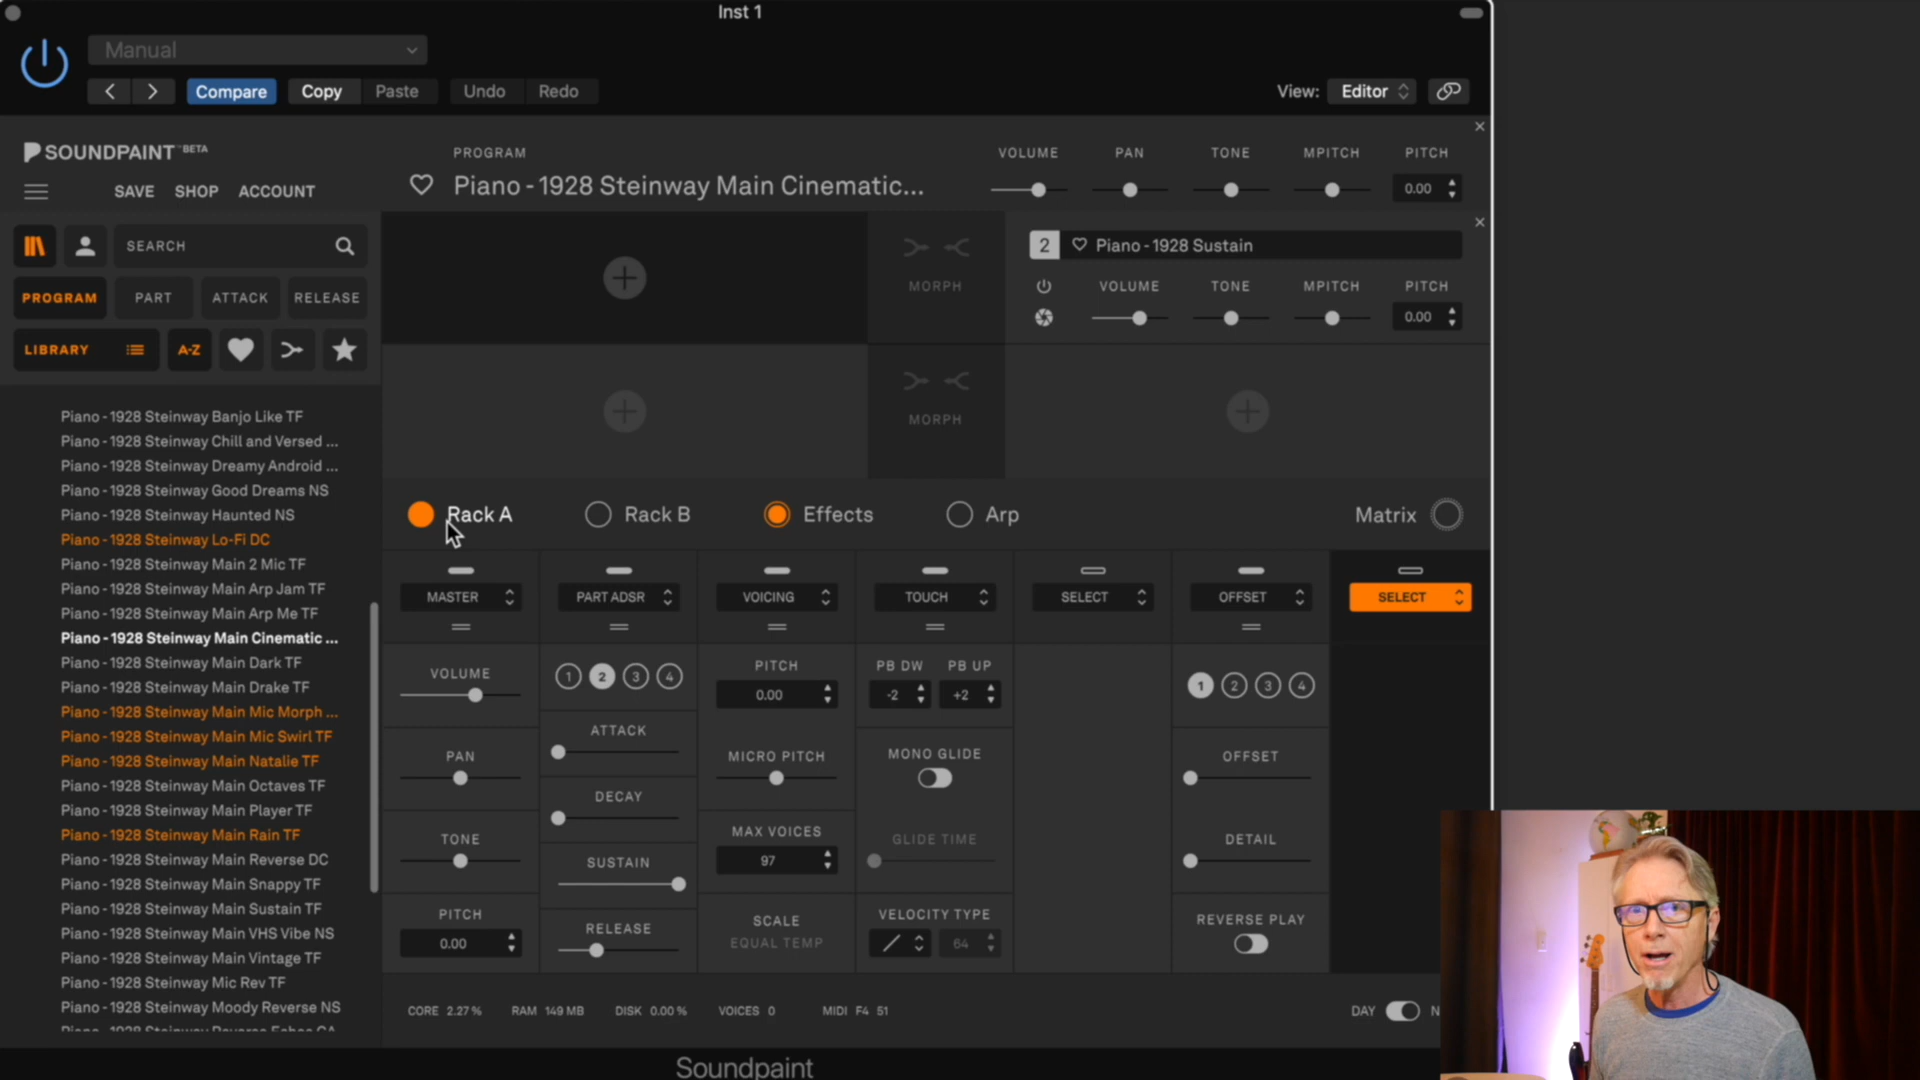 Inst 1
Manual
Compare Copy Paste Undo Redo View: Editor
SOUNDPAINT™ BETA
SAVE SHOP ACCOUNT
PROGRAM
Piano - 1928 Steinway Main Cinematic...
VOLUME PAN TONE MPITCH PITCH
0.00
SEARCH
PROGRAM PART ATTACK RELEASE
LIBRARY A-Z
MORPH
2 Piano - 1928 Sustain
VOLUME TONE MPITCH PITCH
0.00
MORPH
Piano - 1928 Steinway Banjo Like TF
Piano - 1928 Steinway Chill and Versed ...
Piano - 1928 Steinway Dreamy Android ...
Piano - 1928 Steinway Good Dreams NS
Piano - 1928 Steinway Haunted NS
Piano - 1928 Steinway Lo-Fi DC
Piano - 1928 Steinway Main 2 Mic TF
Piano - 1928 Steinway Main Arp Jam TF
Piano - 1928 Steinway Main Arp Me TF
Piano - 1928 Steinway Main Cinematic ...
Piano - 1928 Steinway Main Dark TF
Piano - 1928 Steinway Main Drake TF
Piano - 1928 Steinway Main Mic Morph ...
Piano - 1928 Steinway Main Mic Swirl TF
Piano - 1928 Steinway Main Natalie TF
Piano - 1928 Steinway Main Octaves TF
Piano - 1928 Steinway Main Player TF
Piano - 1928 Steinway Main Rain TF
Piano - 1928 Steinway Main Reverse DC
Piano - 1928 Steinway Main Snappy TF
Piano - 1928 Steinway Main Sustain TF
Piano - 1928 Steinway Main VHS Vibe NS
Piano - 1928 Steinway Main Vintage TF
Piano - 1928 Steinway Mic Rev TF
Piano - 1928 Steinway Moody Reverse NS
Rack A Rack B Effects Arp Matrix
MASTER PART ADSR VOICING TOUCH SELECT OFFSET SELECT
VOLUME
PAN
TONE
PITCH
0.00
1 2 3 4
ATTACK
DECAY
SUSTAIN
RELEASE
PITCH
0.00
MICRO PITCH
MAX VOICES
97
SCALE
EQUAL TEMP
PB DW PB UP
-2 +2
MONO GLIDE
GLIDE TIME
VELOCITY TYPE
64
1 2 3 4
OFFSET
DETAIL
REVERSE PLAY
CORE 2.27 % RAM 149 MB DISK 0.00 % VOICES 0 MIDI F4 51 DAY
Soundpaint